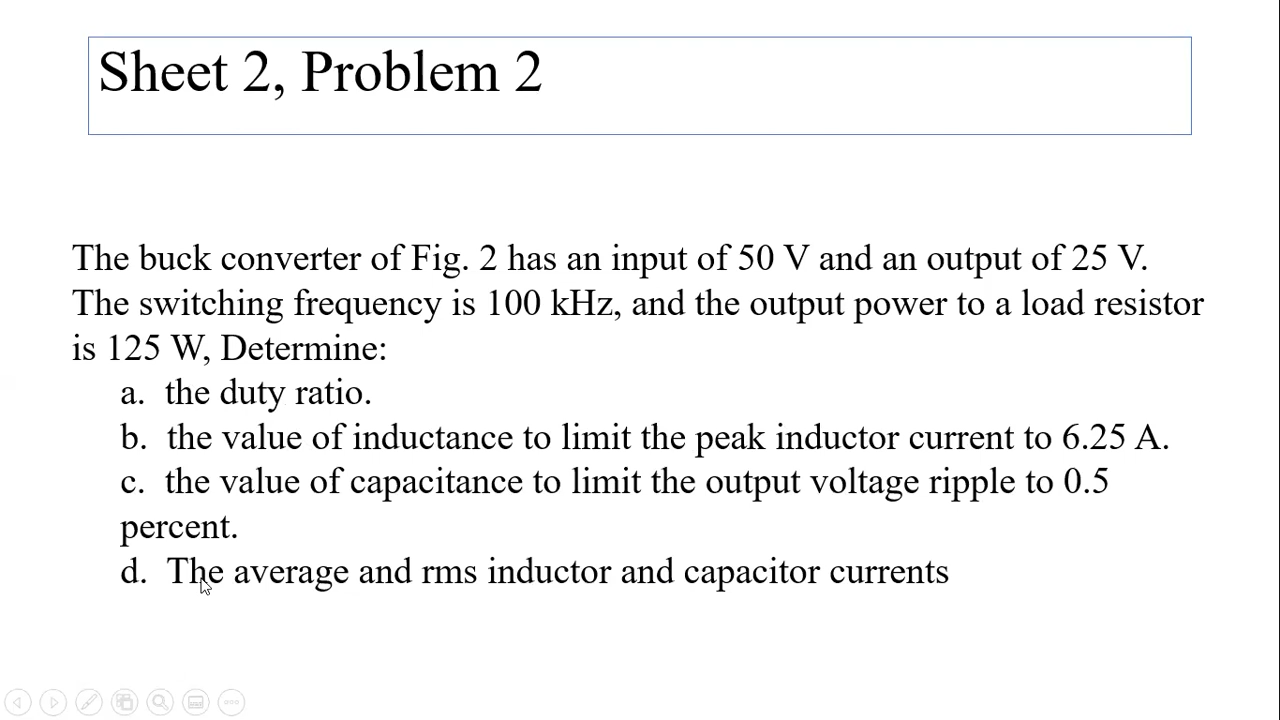 Sheet 2, Problem 2
The buck converter of Fig. 2 has an input of 50 V and an output of 25 V.
The switching frequency is 100 kHz, and the output power to a load resistor
is 125 W, Determine:
a. the duty ratio.
b. the value of inductance to limit the peak inductor current to 6.25 A.
c. the value of capacitance to limit the output voltage ripple to 0.5
percent.
d. The average and rms inductor and capacitor currents